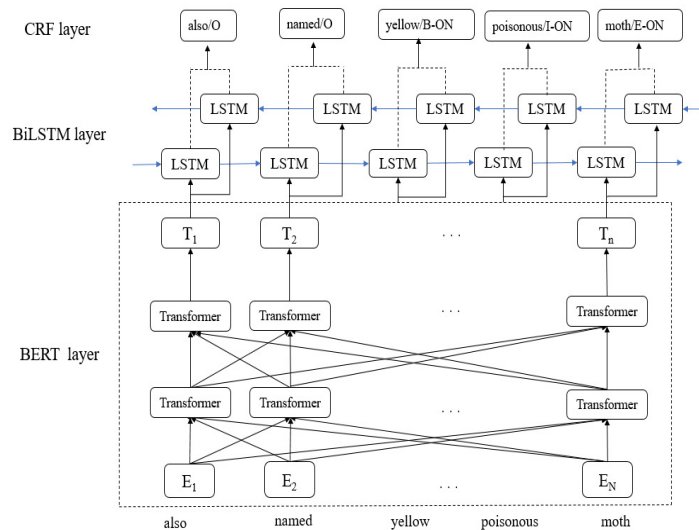 CRF layer
also/O named/O yellow/B-ON poisonous/I-ON moth/E-ON
LSTM LSTM LSTM LSTM LSTM
BiLSTM layer
LSTM LSTM LSTM LSTM LSTM
T1 T2 ... Tn
Transformer Transformer ... Transformer
BERT layer
Transformer Transformer ... Transformer
E1 E2 ... EN
also named yellow poisonous moth